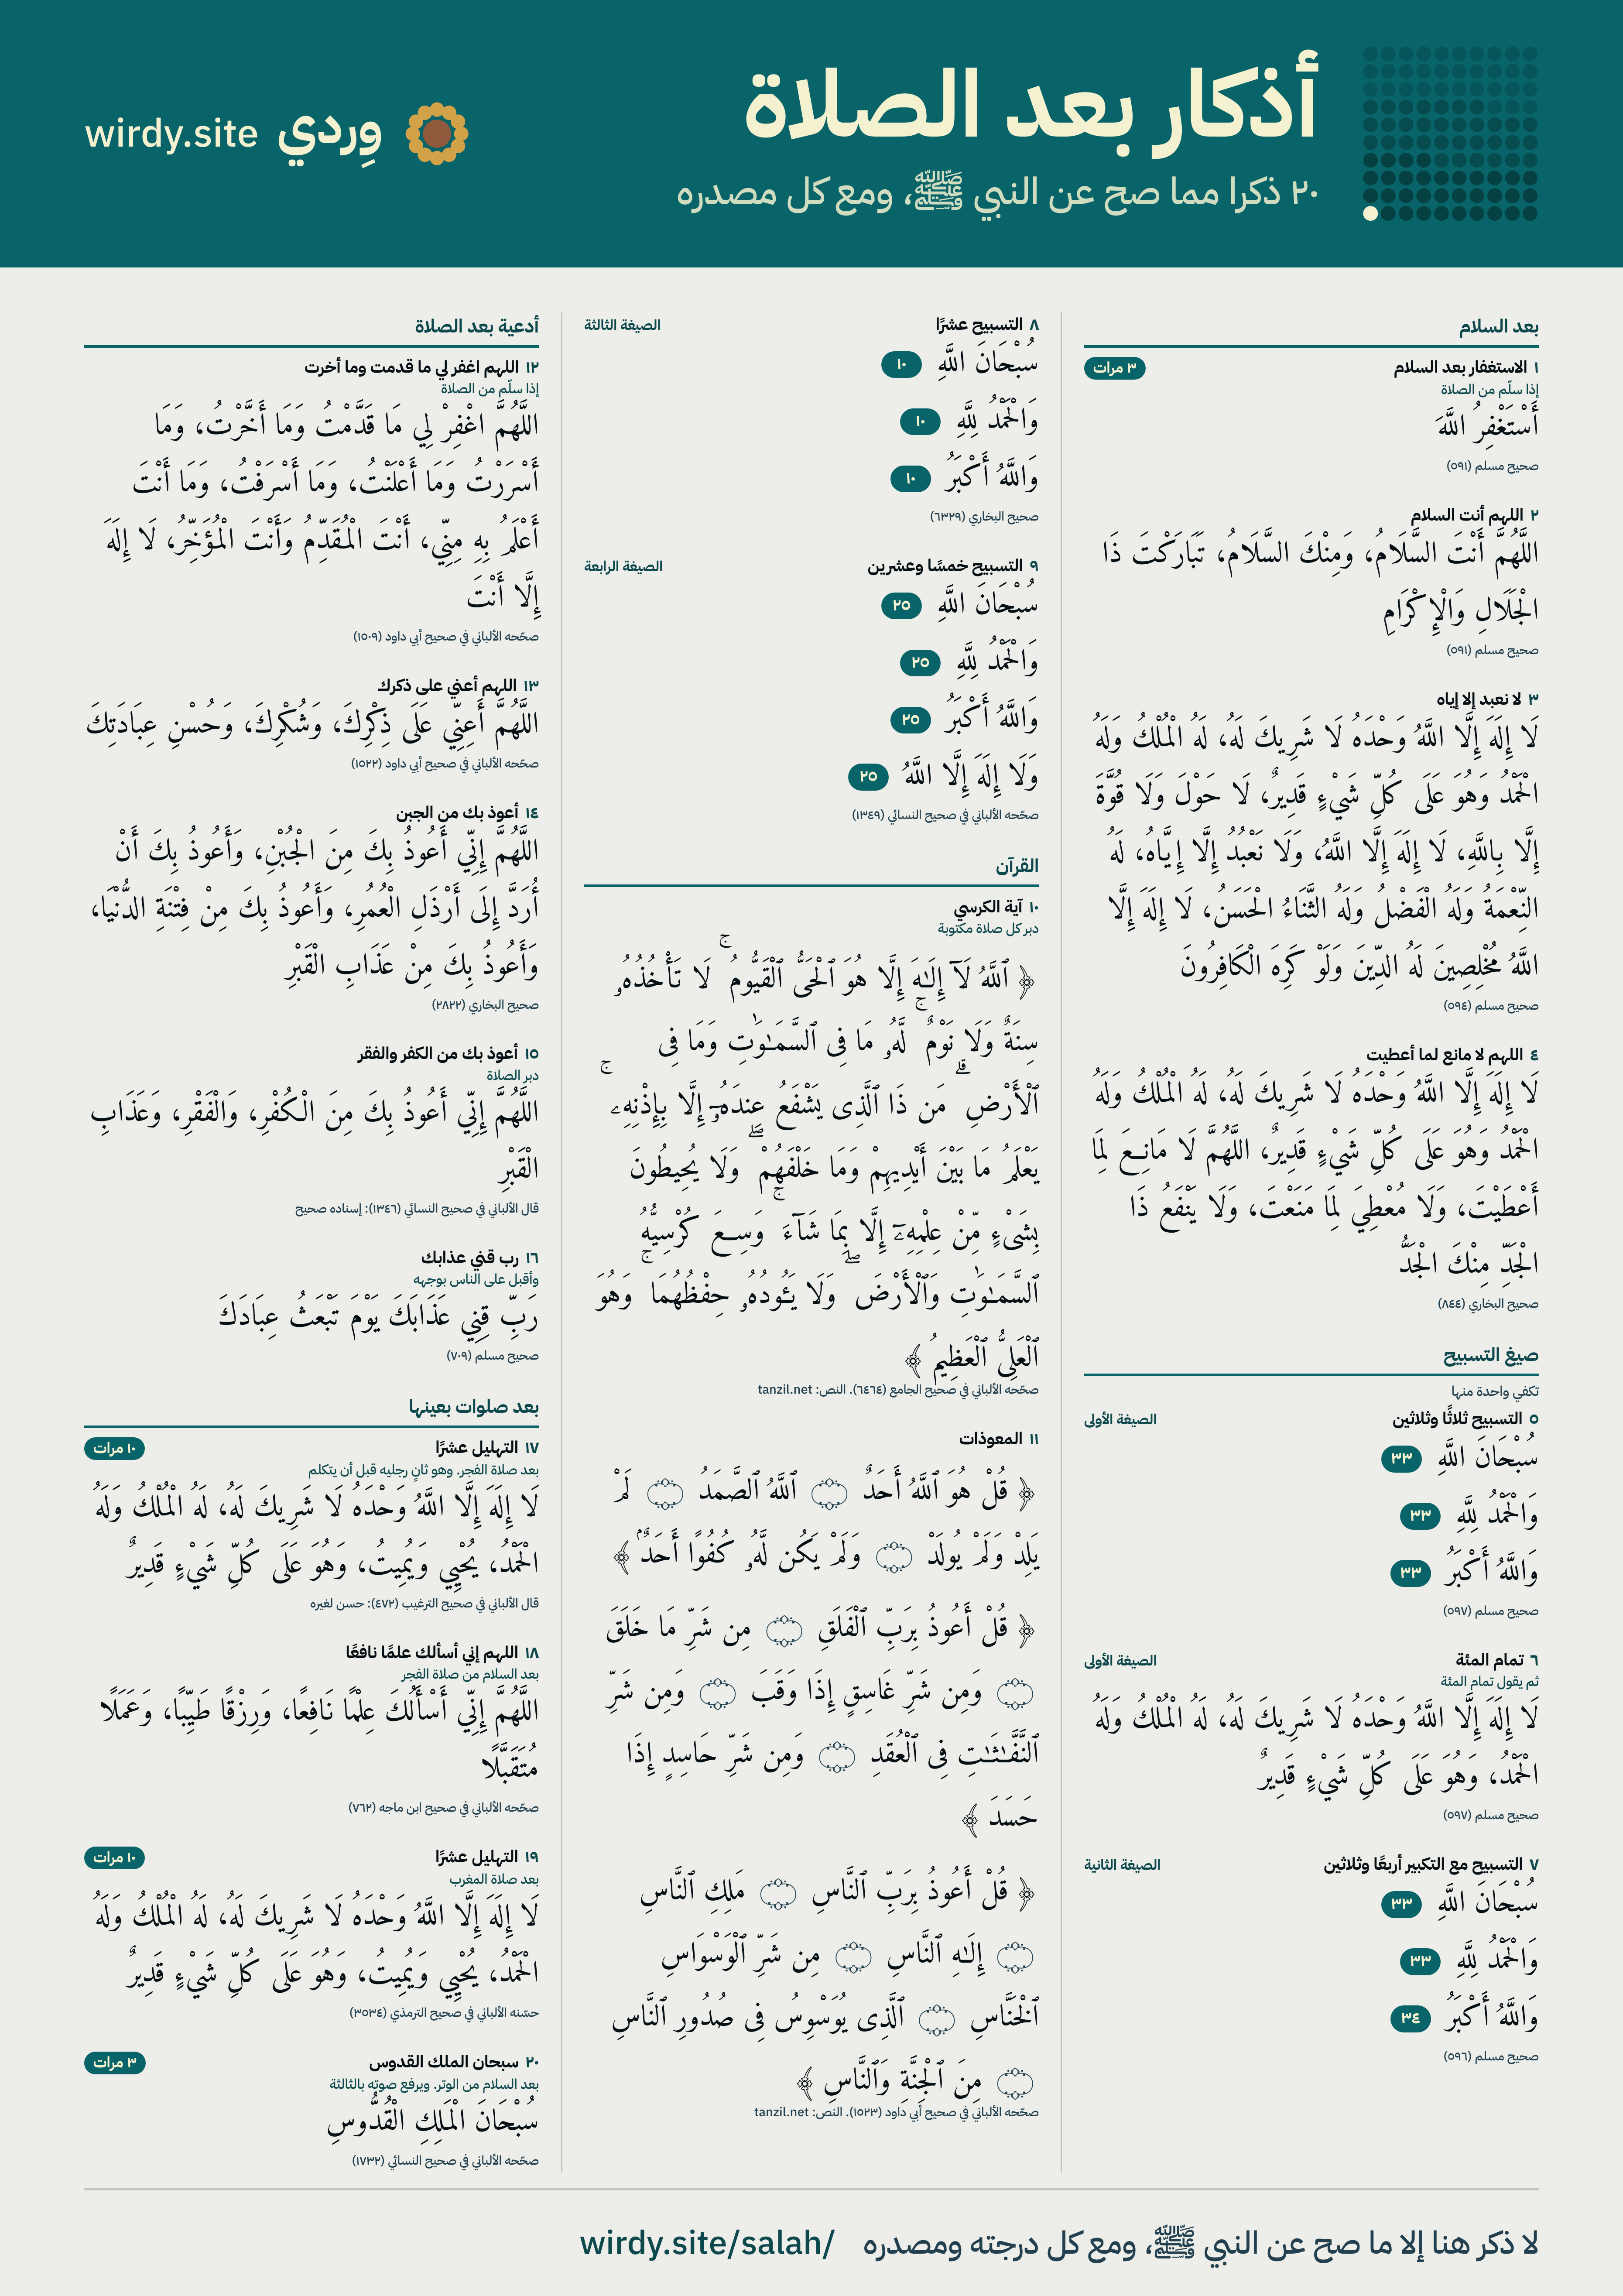 أذكار بعد الصلاة
٢٠ ذكرا مما صح عن النبي ﷺ، ومع كل مصدره
وِردي wirdy.site
بعد السلام
١ الاستغفار بعد السلام ٣ مرات
إذا سلّم من الصلاة
أَسْتَغْفِرُ اللَّهَ
صحيح مسلم (٥٩١)
٢ اللهم أنت السلام
اللَّهُمَّ أَنْتَ السَّلَامُ، وَمِنْكَ السَّلَامُ، تَبَارَكْتَ ذَا
الْجَلَالِ وَالْإِكْرَامِ
صحيح مسلم (٥٩١)
٣ لا نعبد إلا إياه
لَا إِلَهَ إِلَّا اللَّهُ وَحْدَهُ لَا شَرِيكَ لَهُ، لَهُ الْمُلْكُ وَلَهُ
الْحَمْدُ وَهُوَ عَلَى كُلِّ شَيْءٍ قَدِيرٌ، لَا حَوْلَ وَلَا قُوَّةَ
إِلَّا بِاللَّهِ، لَا إِلَهَ إِلَّا اللَّهُ، وَلَا نَعْبُدُ إِلَّا إِيَّاهُ، لَهُ
النِّعْمَةُ وَلَهُ الْفَضْلُ وَلَهُ الثَّنَاءُ الْحَسَنُ، لَا إِلَهَ إِلَّا
اللَّهُ مُخْلِصِينَ لَهُ الدِّينَ وَلَوْ كَرِهَ الْكَافِرُونَ
صحيح مسلم (٥٩٤)
٤ اللهم لا مانع لما أعطيت
لَا إِلَهَ إِلَّا اللَّهُ وَحْدَهُ لَا شَرِيكَ لَهُ، لَهُ الْمُلْكُ وَلَهُ
الْحَمْدُ وَهُوَ عَلَى كُلِّ شَيْءٍ قَدِيرٌ، اللَّهُمَّ لَا مَانِعَ لِمَا
أَعْطَيْتَ، وَلَا مُعْطِيَ لِمَا مَنَعْتَ، وَلَا يَنْفَعُ ذَا
الْجَدِّ مِنْكَ الْجَدُّ
صحيح البخاري (٨٤٤)
صيغ التسبيح
تكفي واحدة منها
٥ التسبيح ثلاثًا وثلاثين الصيغة الأولى
سُبْحَانَ اللَّهِ ٣٣
وَالْحَمْدُ لِلَّهِ ٣٣
وَاللَّهُ أَكْبَرُ ٣٣
صحيح مسلم (٥٩٧)
٦ تمام المئة الصيغة الأولى
ثم يقول تمام المئة
لَا إِلَهَ إِلَّا اللَّهُ وَحْدَهُ لَا شَرِيكَ لَهُ، لَهُ الْمُلْكُ وَلَهُ
الْحَمْدُ، وَهُوَ عَلَى كُلِّ شَيْءٍ قَدِيرٌ
صحيح مسلم (٥٩٧)
٧ التسبيح مع التكبير أربعًا وثلاثين الصيغة الثانية
سُبْحَانَ اللَّهِ ٣٣
وَالْحَمْدُ لِلَّهِ ٣٣
وَاللَّهُ أَكْبَرُ ٣٤
صحيح مسلم (٥٩٦)
٨ التسبيح عشرًا الصيغة الثالثة
سُبْحَانَ اللَّهِ ١٠
وَالْحَمْدُ لِلَّهِ ١٠
وَاللَّهُ أَكْبَرُ ١٠
صحيح البخاري (٦٣٢٩)
٩ التسبيح خمسًا وعشرين الصيغة الرابعة
سُبْحَانَ اللَّهِ ٢٥
وَالْحَمْدُ لِلَّهِ ٢٥
وَاللَّهُ أَكْبَرُ ٢٥
وَلَا إِلَهَ إِلَّا اللَّهُ ٢٥
صحّحه الألباني في صحيح النسائي (١٣٤٩)
القرآن
١٠ آية الكرسي
دبر كل صلاة مكتوبة
﴿ ٱللَّهُ لَآ إِلَـٰهَ إِلَّا هُوَ ٱلْحَىُّ ٱلْقَيُّومُ ۚ لَا تَأْخُذُهُۥ
سِنَةٌ وَلَا نَوْمٌ ۚ لَّهُۥ مَا فِى ٱلسَّمَـٰوَٰتِ وَمَا فِى
ٱلْأَرْضِ ۗ مَن ذَا ٱلَّذِى يَشْفَعُ عِندَهُۥٓ إِلَّا بِإِذْنِهِۦ ۚ
يَعْلَمُ مَا بَيْنَ أَيْدِيهِمْ وَمَا خَلْفَهُمْ ۖ وَلَا يُحِيطُونَ
بِشَىْءٍ مِّنْ عِلْمِهِۦٓ إِلَّا بِمَا شَآءَ ۚ وَسِعَ كُرْسِيُّهُ
ٱلسَّمَـٰوَٰتِ وَٱلْأَرْضَ ۖ وَلَا يَـُٔودُهُۥ حِفْظُهُمَا ۚ وَهُوَ
ٱلْعَلِىُّ ٱلْعَظِيمُ ﴾
صحّحه الألباني في صحيح الجامع (٦٤٦٤). النص: tanzil.net
١١ المعوذات
﴿ قُلْ هُوَ ٱللَّهُ أَحَدٌ ۝ ٱللَّهُ ٱلصَّمَدُ ۝ لَمْ
يَلِدْ وَلَمْ يُولَدْ ۝ وَلَمْ يَكُن لَّهُۥ كُفُوًا أَحَدٌۢ ﴾
﴿ قُلْ أَعُوذُ بِرَبِّ ٱلْفَلَقِ ۝ مِن شَرِّ مَا خَلَقَ
۝ وَمِن شَرِّ غَاسِقٍ إِذَا وَقَبَ ۝ وَمِن شَرِّ
ٱلنَّفَّـٰثَـٰتِ فِى ٱلْعُقَدِ ۝ وَمِن شَرِّ حَاسِدٍ إِذَا
حَسَدَ ﴾
﴿ قُلْ أَعُوذُ بِرَبِّ ٱلنَّاسِ ۝ مَلِكِ ٱلنَّاسِ
۝ إِلَـٰهِ ٱلنَّاسِ ۝ مِن شَرِّ ٱلْوَسْوَاسِ
ٱلْخَنَّاسِ ۝ ٱلَّذِى يُوَسْوِسُ فِى صُدُورِ ٱلنَّاسِ
۝ مِنَ ٱلْجِنَّةِ وَٱلنَّاسِ ﴾
صحّحه الألباني في صحيح أبي داود (١٥٢٣). النص: tanzil.net
أدعية بعد الصلاة
١٢ اللهم اغفر لي ما قدمت وما أخرت
إذا سلّم من الصلاة
اللَّهُمَّ اغْفِرْ لِي مَا قَدَّمْتُ وَمَا أَخَّرْتُ، وَمَا
أَسْرَرْتُ وَمَا أَعْلَنْتُ، وَمَا أَسْرَفْتُ، وَمَا أَنْتَ
أَعْلَمُ بِهِ مِنِّي، أَنْتَ الْمُقَدِّمُ وَأَنْتَ الْمُؤَخِّرُ، لَا إِلَهَ
إِلَّا أَنْتَ
صحّحه الألباني في صحيح أبي داود (١٥٠٩)
١٣ اللهم أعني على ذكرك
اللَّهُمَّ أَعِنِّي عَلَى ذِكْرِكَ، وَشُكْرِكَ، وَحُسْنِ عِبَادَتِكَ
صحّحه الألباني في صحيح أبي داود (١٥٢٢)
١٤ أعوذ بك من الجبن
اللَّهُمَّ إِنِّي أَعُوذُ بِكَ مِنَ الْجُبْنِ، وَأَعُوذُ بِكَ أَنْ
أُرَدَّ إِلَى أَرْذَلِ الْعُمُرِ، وَأَعُوذُ بِكَ مِنْ فِتْنَةِ الدُّنْيَا،
وَأَعُوذُ بِكَ مِنْ عَذَابِ الْقَبْرِ
صحيح البخاري (٢٨٢٢)
١٥ أعوذ بك من الكفر والفقر
دبر الصلاة
اللَّهُمَّ إِنِّي أَعُوذُ بِكَ مِنَ الْكُفْرِ، وَالْفَقْرِ، وَعَذَابِ
الْقَبْرِ
قال الألباني في صحيح النسائي (١٣٤٦): إسناده صحيح
١٦ رب قني عذابك
وأقبل على الناس بوجهه
رَبِّ قِنِي عَذَابَكَ يَوْمَ تَبْعَثُ عِبَادَكَ
صحيح مسلم (٧٠٩)
بعد صلوات بعينها
١٧ التهليل عشرًا ١٠ مرات
بعد صلاة الفجر. وهو ثانٍ رجليه قبل أن يتكلم
لَا إِلَهَ إِلَّا اللَّهُ وَحْدَهُ لَا شَرِيكَ لَهُ، لَهُ الْمُلْكُ وَلَهُ
الْحَمْدُ، يُحْيِي وَيُمِيتُ، وَهُوَ عَلَى كُلِّ شَيْءٍ قَدِيرٌ
قال الألباني في صحيح الترغيب (٤٧٢): حسن لغيره
١٨ اللهم إني أسألك علمًا نافعًا
بعد السلام من صلاة الفجر
اللَّهُمَّ إِنِّي أَسْأَلُكَ عِلْمًا نَافِعًا، وَرِزْقًا طَيِّبًا، وَعَمَلًا
مُتَقَبَّلًا
صحّحه الألباني في صحيح ابن ماجه (٧٦٢)
١٩ التهليل عشرًا ١٠ مرات
بعد صلاة المغرب
لَا إِلَهَ إِلَّا اللَّهُ وَحْدَهُ لَا شَرِيكَ لَهُ، لَهُ الْمُلْكُ وَلَهُ
الْحَمْدُ، يُحْيِي وَيُمِيتُ، وَهُوَ عَلَى كُلِّ شَيْءٍ قَدِيرٌ
حسّنه الألباني في صحيح الترمذي (٣٥٣٤)
٢٠ سبحان الملك القدوس ٣ مرات
بعد السلام من الوتر. ويرفع صوته بالثالثة
سُبْحَانَ الْمَلِكِ الْقُدُّوسِ
صحّحه الألباني في صحيح النسائي (١٧٣٢)
لا ذكر هنا إلا ما صح عن النبي ﷺ، ومع كل درجته ومصدره wirdy.site/salah/